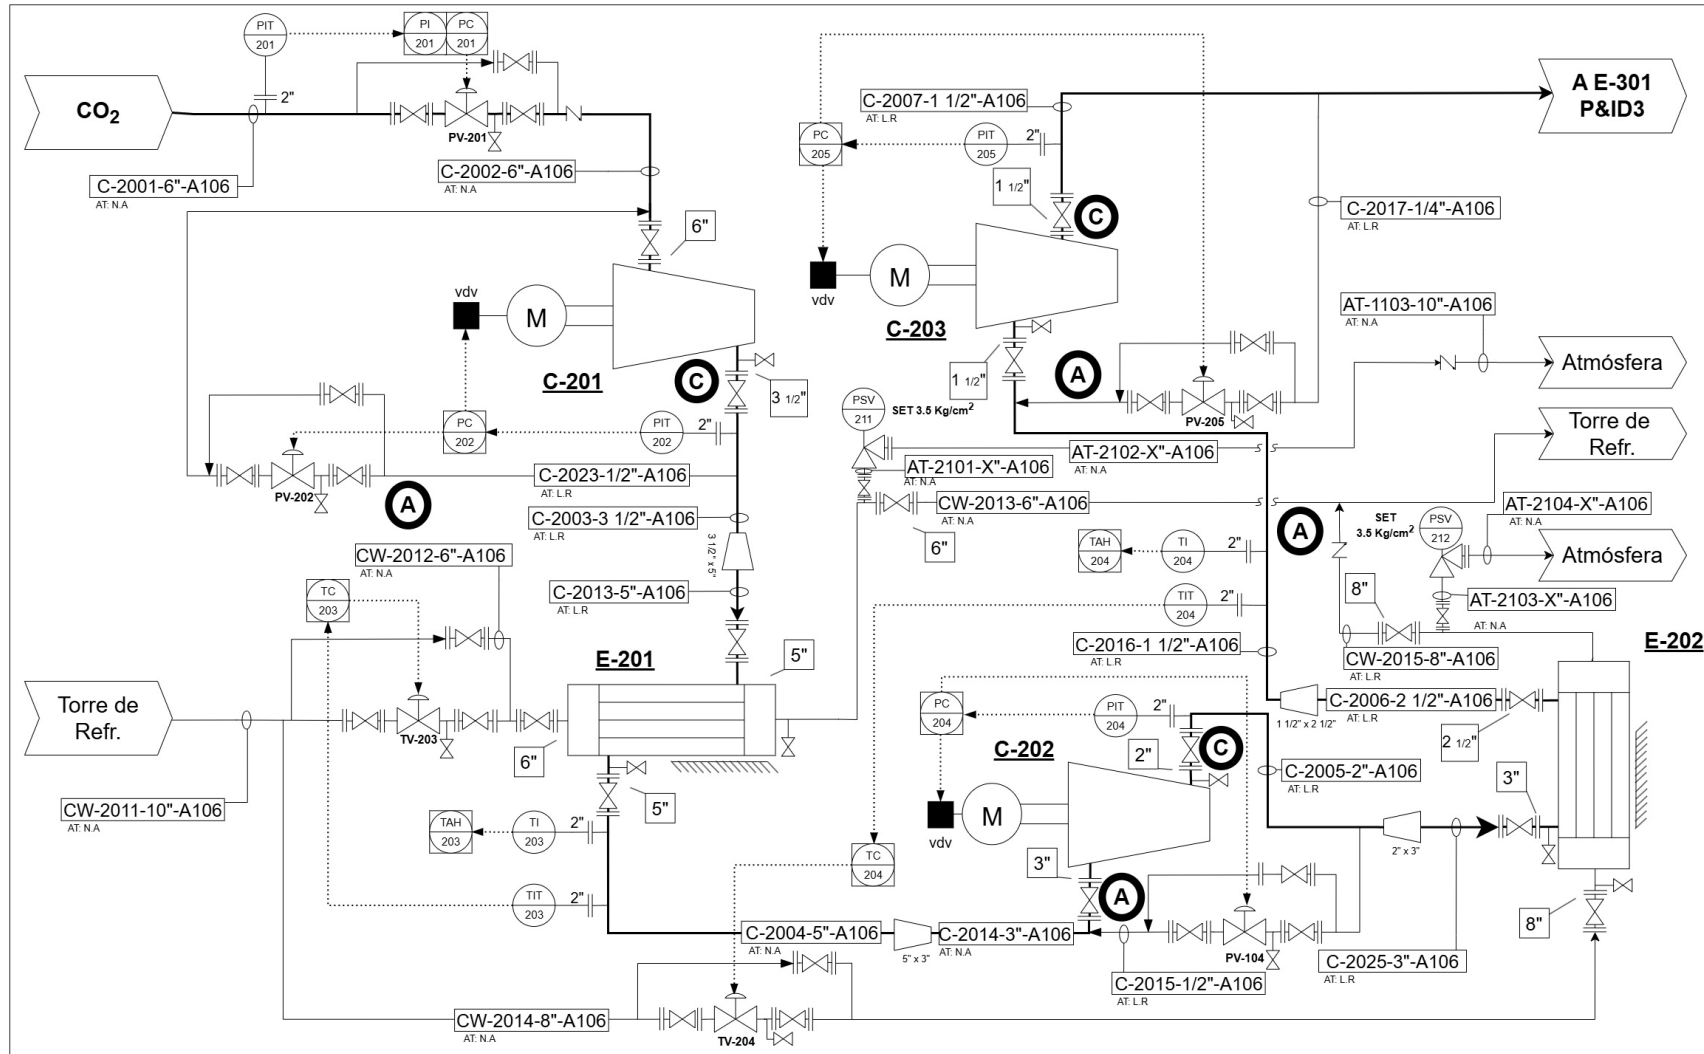 PIT
201
PI
201
PC
201
CO₂
2"
PV-201
C-2001-6"-A106
AT: N.A
C-2002-6"-A106
AT: N.A
6"
vdv
M
C-201
C
3 1/2"
PC
202
PIT
202
2"
PV-202
A
C-2023-1/2"-A106
AT: L.R
C-2003-3 1/2"-A106
AT: L.R
3 1/2" x 5"
C-2013-5"-A106
AT: L.R
CW-2012-6"-A106
AT: N.A
TC
203
E-201
5"
Torre de
Refr.
TV-203
6"
CW-2011-10"-A106
AT: N.A
5"
TAH
203
TI
203
2"
TIT
203
2"
C-2004-5"-A106
AT: N.A
5" x 3"
C-2014-3"-A106
AT: N.A
CW-2014-8"-A106
AT: N.A
TV-204
C-2007-1 1/2"-A106
AT: L.R
PC
205
PIT
205
2"
1 1/2"
C
vdv
M
C-203
1 1/2"
A
PV-205
A E-301
P&ID3
C-2017-1/4"-A106
AT: L.R
AT-1103-10"-A106
AT: N.A
Atmósfera
PSV
211
SET 3.5 Kg/cm²
AT-2102-X"-A106
AT: N.A
AT-2101-X"-A106
AT: N.A
CW-2013-6"-A106
AT: N.A
6"
Torre de
Refr.
A
TAH
204
TI
204
2"
TIT
204
2"
SET
3.5 Kg/cm²
PSV
212
AT-2104-X"-A106
AT: N.A
Atmósfera
AT-2103-X"-A106
AT: N.A
8"
CW-2015-8"-A106
AT: L.R
E-202
C-2016-1 1/2"-A106
AT: L.R
1 1/2" x 2 1/2"
C-2006-2 1/2"-A106
AT: L.R
2 1/2"
PC
204
PIT
204
2"
C-202
2"
C
C-2005-2"-A106
AT: L.R
3"
vdv
M
2" x 3"
TC
204
3"
A
PV-104
C-2015-1/2"-A106
AT: L.R
C-2025-3"-A106
AT: L.R
8"